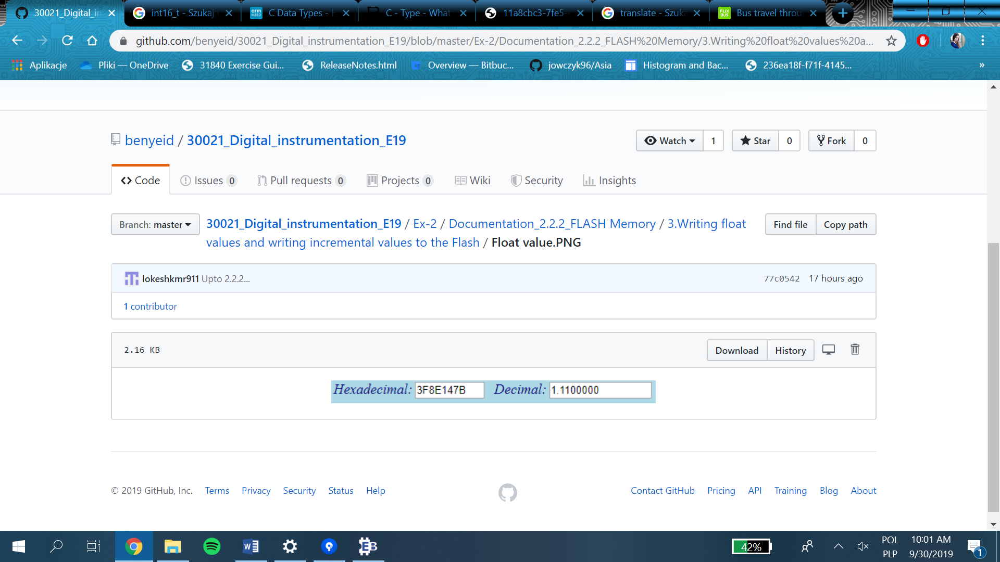 30021_Digital_in
int16_t - Szukaj
C Data Types -
C - Type - What
11a8cbc3-7fe5-
translate - Szuka
Bus travel throu
github.com/benyeid/30021_Digital_instrumentation_E19/blob/master/Ex-2/Documentation_2.2.2_FLASH%20Memory/3.Writing%20float%20values%20a...
Aplikacje
Pliki — OneDrive
31840 Exercise Gui...
ReleaseNotes.html
Overview — Bitbuc...
jowczyk96/Asia
Histogram and Bac...
236ea18f-f71f-4145...
»
benyeid / 30021_Digital_instrumentation_E19
Watch 1
Star 0
Fork 0
Code
Issues 0
Pull requests 0
Projects 0
Wiki
Security
Insights
Branch: master
30021_Digital_instrumentation_E19 / Ex-2 / Documentation_2.2.2_FLASH Memory / 3.Writing float
values and writing incremental values to the Flash / Float value.PNG
Find file
Copy path
lokeshkmr911 Upto 2.2.2...
77c0542 17 hours ago
1 contributor
2.16 KB
Download
History
Hexadecimal: 3F8E147B Decimal: 1.1100000
© 2019 GitHub, Inc. Terms Privacy Security Status Help
Contact GitHub Pricing API Training Blog About
42%
POL
PLP
10:01 AM
9/30/2019
1